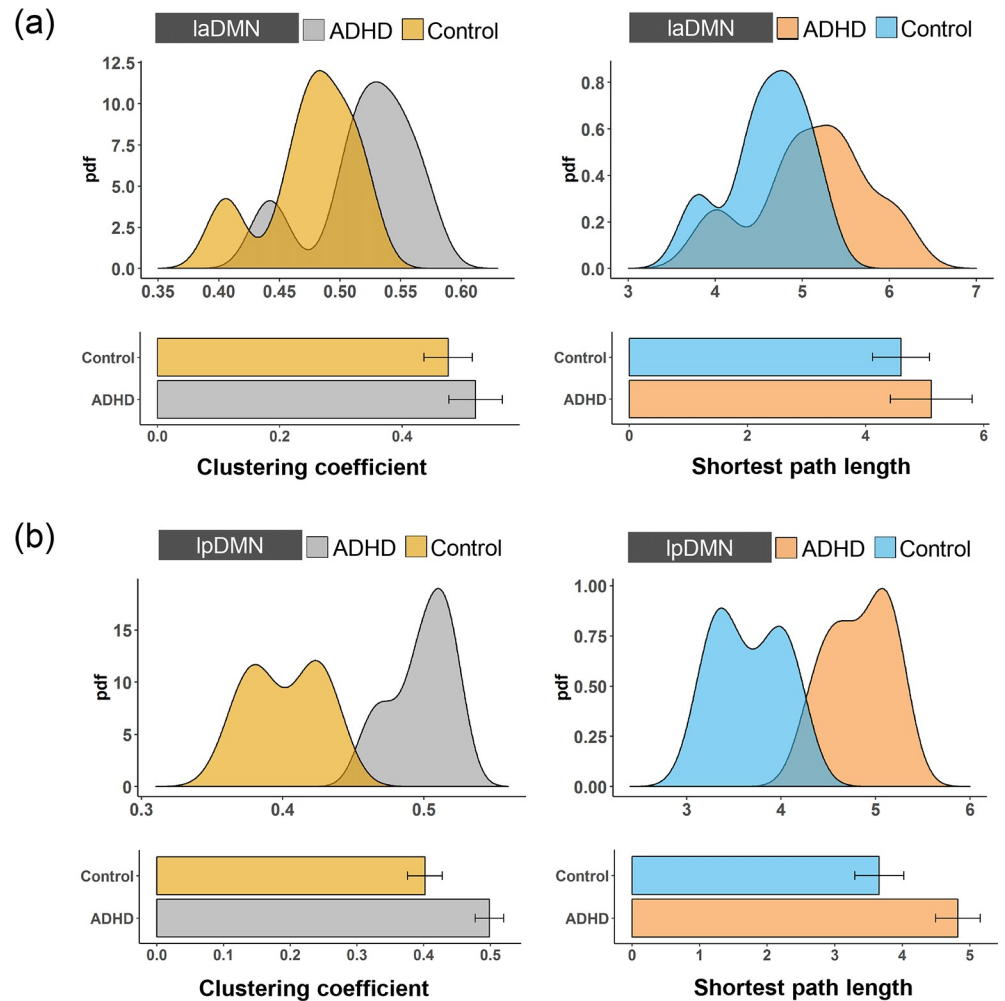 (a)
laDMN ADHD Control
laDMN ADHD Control
12.5
10.0
7.5
5.0
2.5
0.0
pdf
0.35 0.40 0.45 0.50 0.55 0.60
0.8
0.6
0.4
0.2
0.0
pdf
3 4 5 6 7
Control
ADHD
0.0 0.2 0.4
Clustering coefficient
Control
ADHD
0 2 4 6
Shortest path length
(b)
lpDMN ADHD Control
lpDMN ADHD Control
15
10
5
0
pdf
0.3 0.4 0.5
1.00
0.75
0.50
0.25
0.00
pdf
3 4 5 6
Control
ADHD
0.0 0.1 0.2 0.3 0.4 0.5
Clustering coefficient
Control
ADHD
0 1 2 3 4 5
Shortest path length